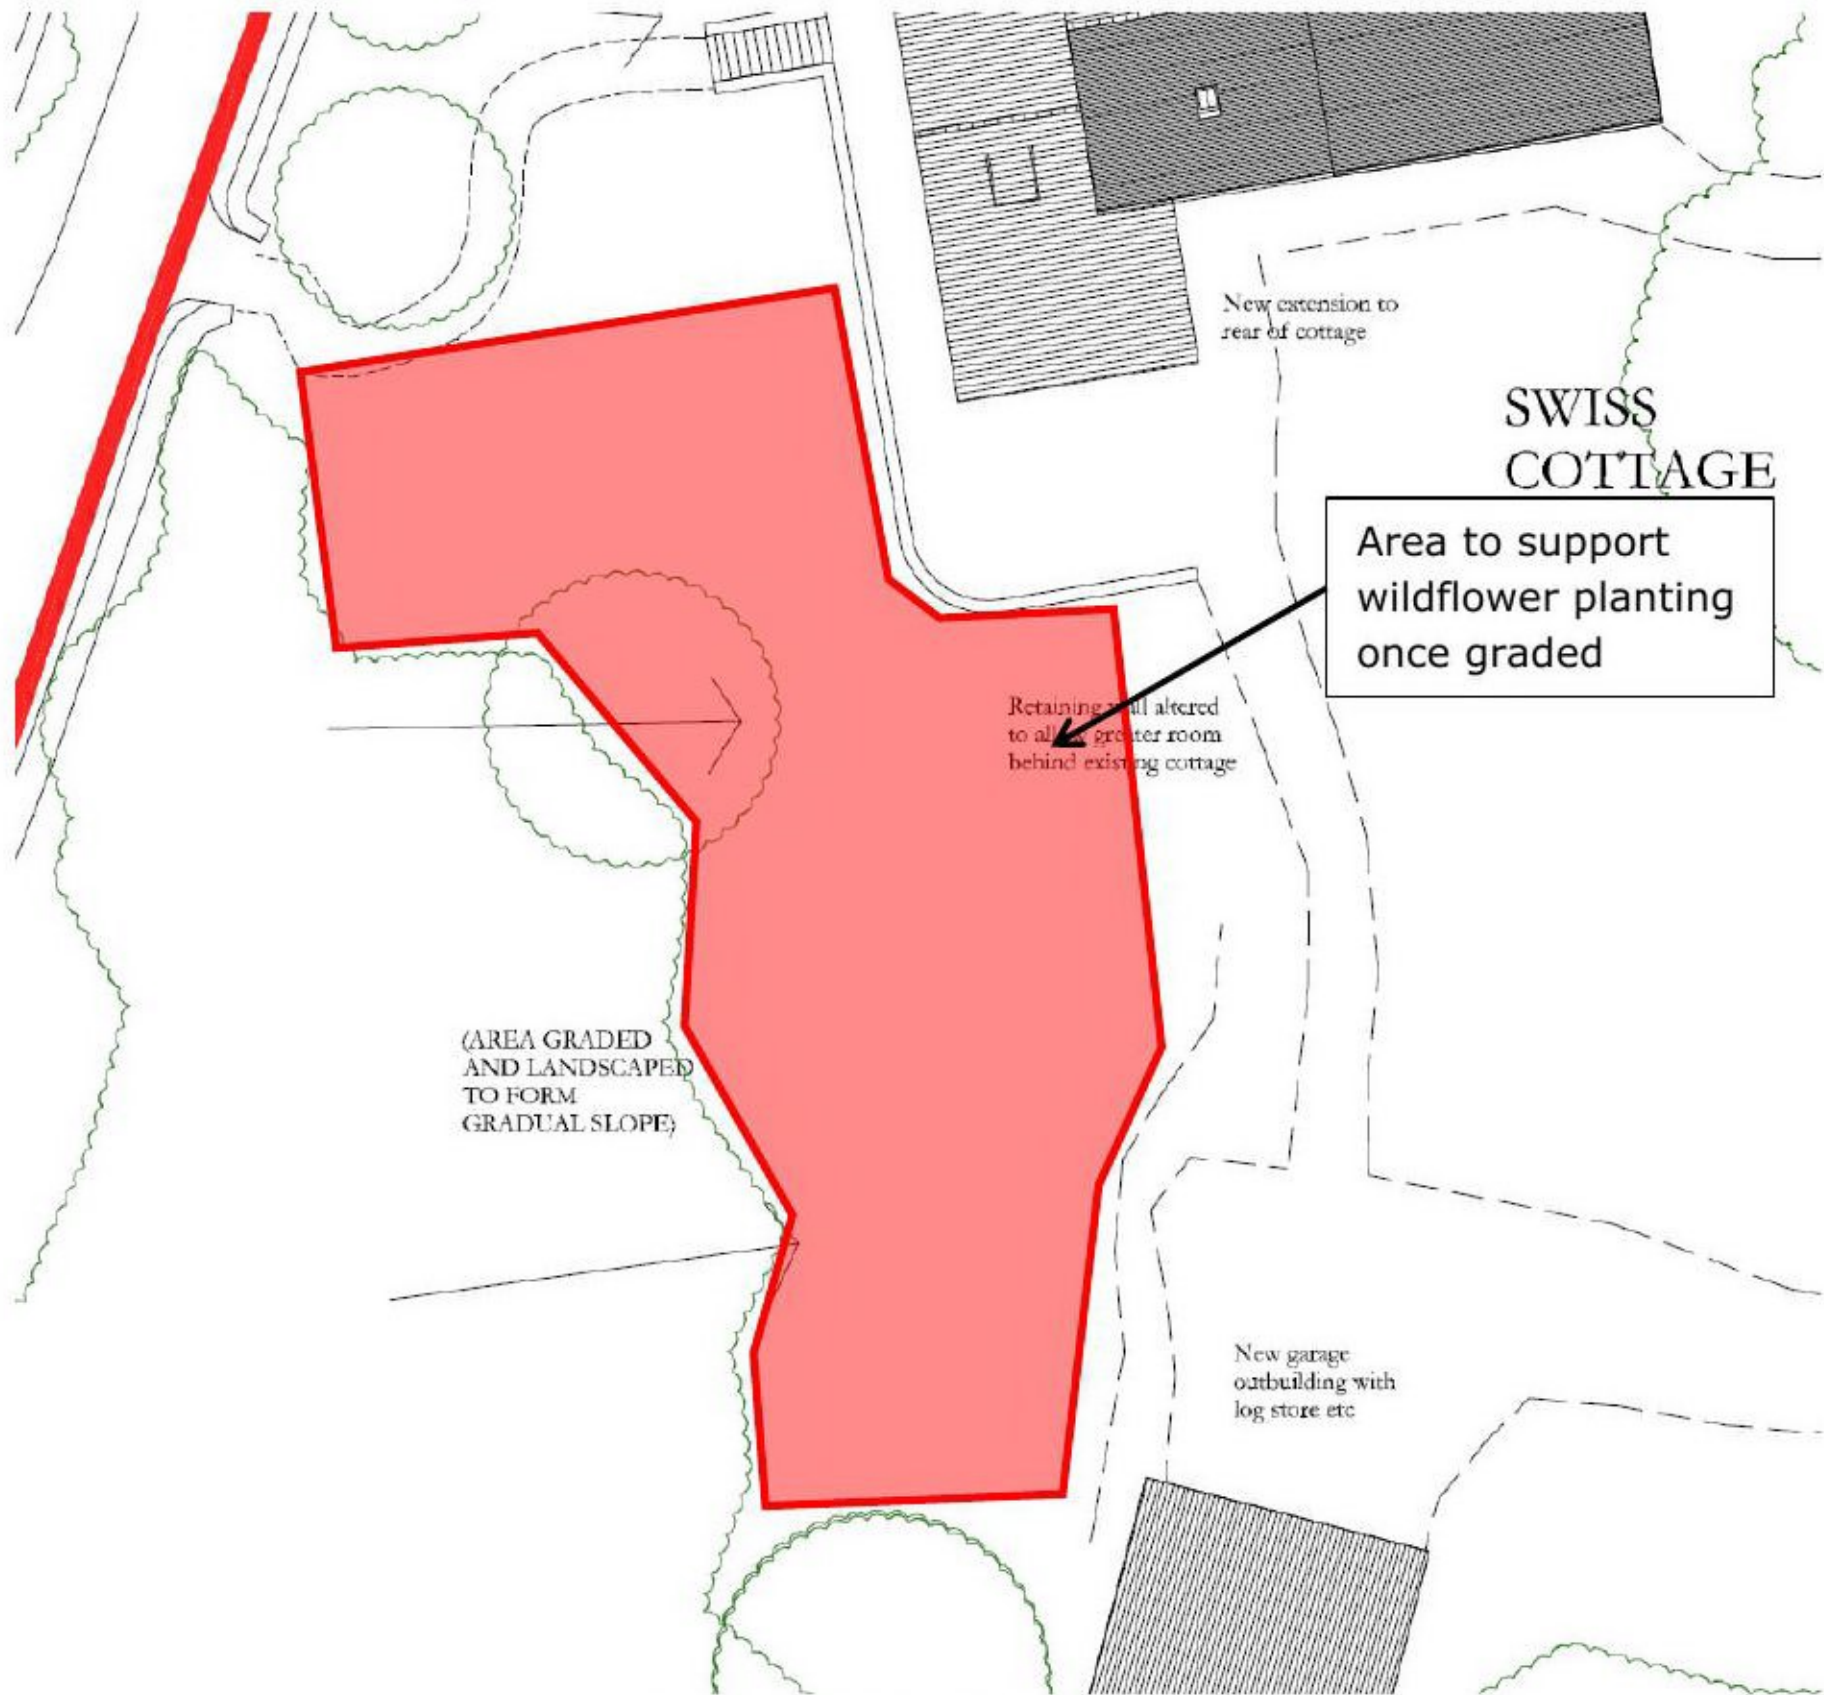 New extension to
rear of cottage
SWISS
COTTAGE
Area to support
wildflower planting
once graded
Retaining wall altered
to allow greater room
behind existing cottage
(AREA GRADED
AND LANDSCAPED
TO FORM
GRADUAL SLOPE)
New garage
outbuilding with
log store etc